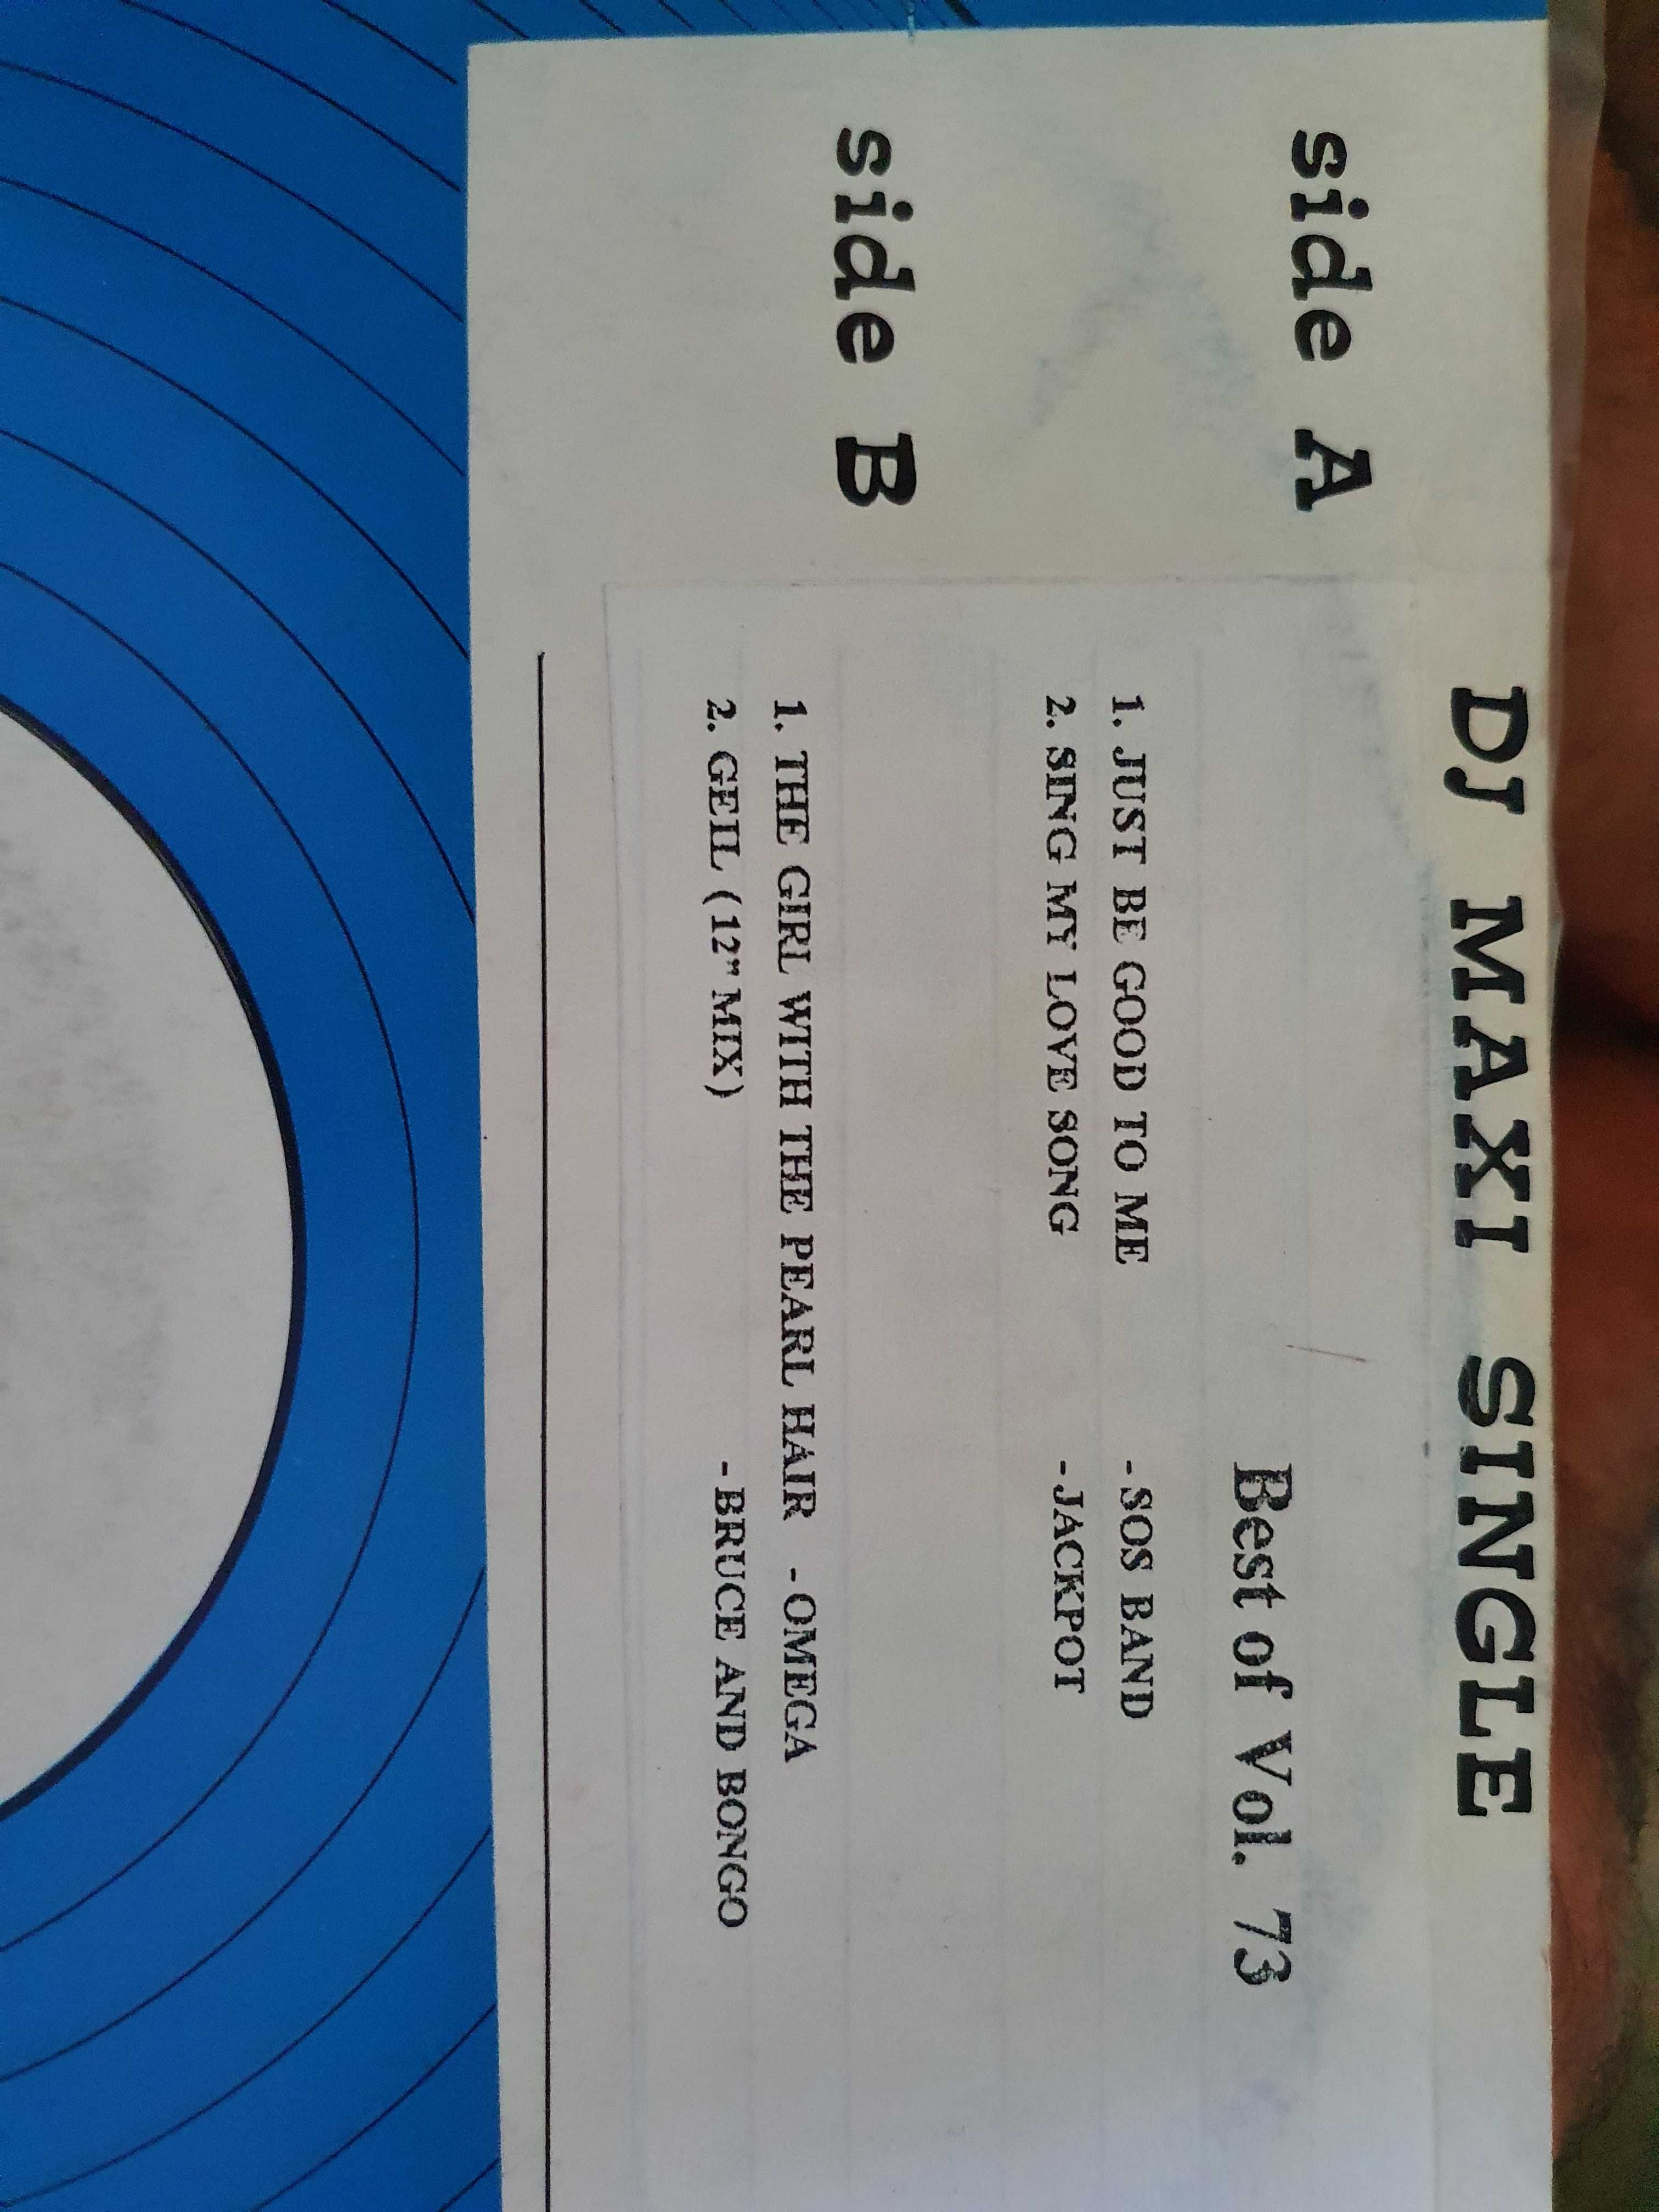 DJ MAXI SINGLE
side A
Best of Vol. 73
1. JUST BE GOOD TO ME - SOS BAND
2. SING MY LOVE SONG - JACKPOT
side B
1. THE GIRL WITH THE PEARL HAIR - OMEGA
2. GEIL (12" MIX) - BRUCE AND BONGO